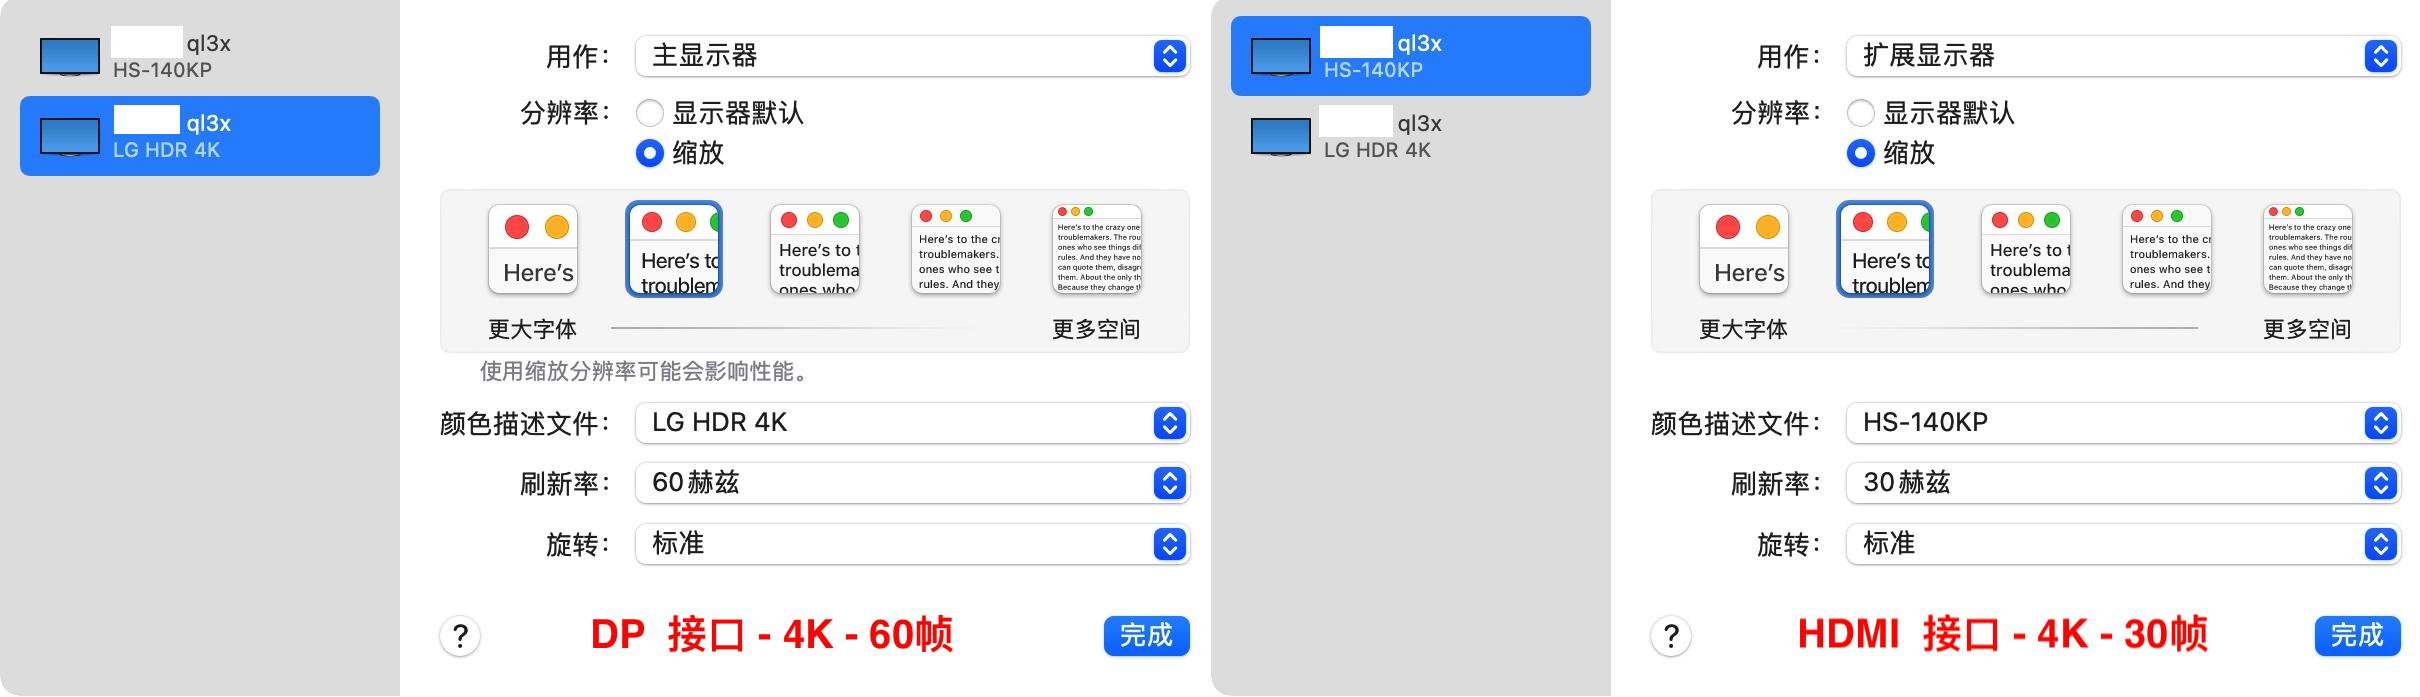 ql3x
HS-140KP
ql3x
LG HDR 4K
用作：
主显示器
分辨率：
显示器默认
缩放
Here’s
Here’s to
troublem
Here’s to t
troublema
ones who
Here’s to the cr
troublemakers.
ones who see t
rules. And they
Here’s to the crazy one
troublemakers. The rou
ones who see things dif
rules. And they have no
can quote them, disagre
them. About the only th
Because they change th
更大字体
更多空间
使用缩放分辨率可能会影响性能。
颜色描述文件：
LG HDR 4K
刷新率：
60赫兹
旋转：
标准
?
DP 接口 - 4K - 60帧
完成
ql3x
HS-140KP
ql3x
LG HDR 4K
用作：
扩展显示器
分辨率：
显示器默认
缩放
Here’s
Here’s to
troublem
Here’s to t
troublema
ones who
Here’s to the cr
troublemakers.
ones who see t
rules. And they
Here’s to the crazy one
troublemakers. The rou
ones who see things dif
rules. And they have no
can quote them, disagre
them. About the only th
Because they change th
更大字体
更多空间
颜色描述文件：
HS-140KP
刷新率：
30赫兹
旋转：
标准
?
HDMI 接口 - 4K - 30帧
完成